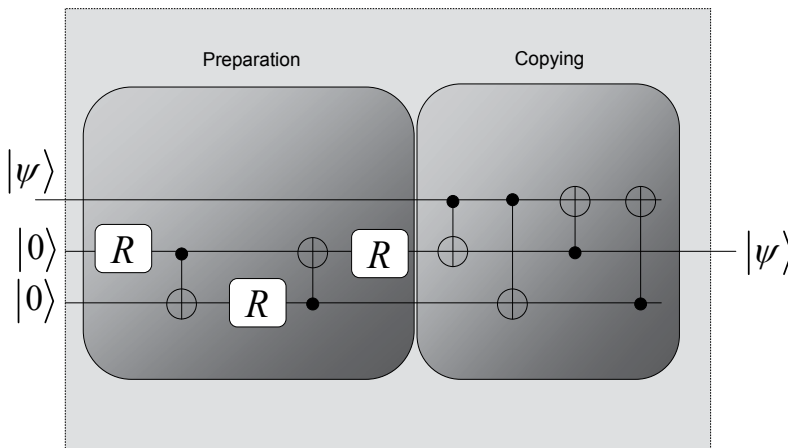 Preparation Copying
|ψ⟩
|0⟩ R R |ψ⟩
|0⟩ R